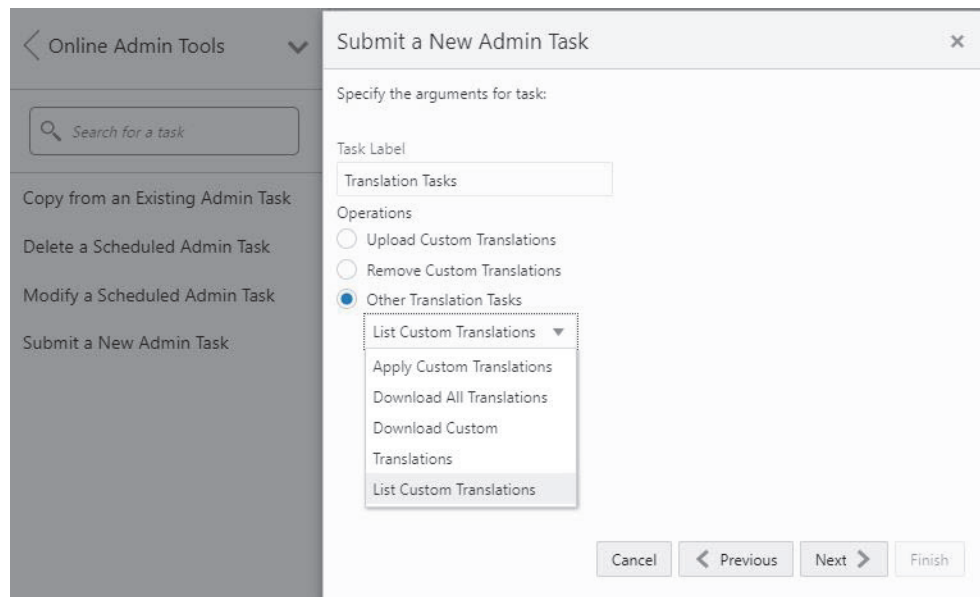 Online Admin Tools
Search for a task
Copy from an Existing Admin Task
Delete a Scheduled Admin Task
Modify a Scheduled Admin Task
Submit a New Admin Task
Submit a New Admin Task
Specify the arguments for task:
Task Label
Translation Tasks
Operations
Upload Custom Translations
Remove Custom Translations
Other Translation Tasks
List Custom Translations
Apply Custom Translations
Download All Translations
Download Custom
Translations
List Custom Translations
Cancel
Previous
Next
Finish